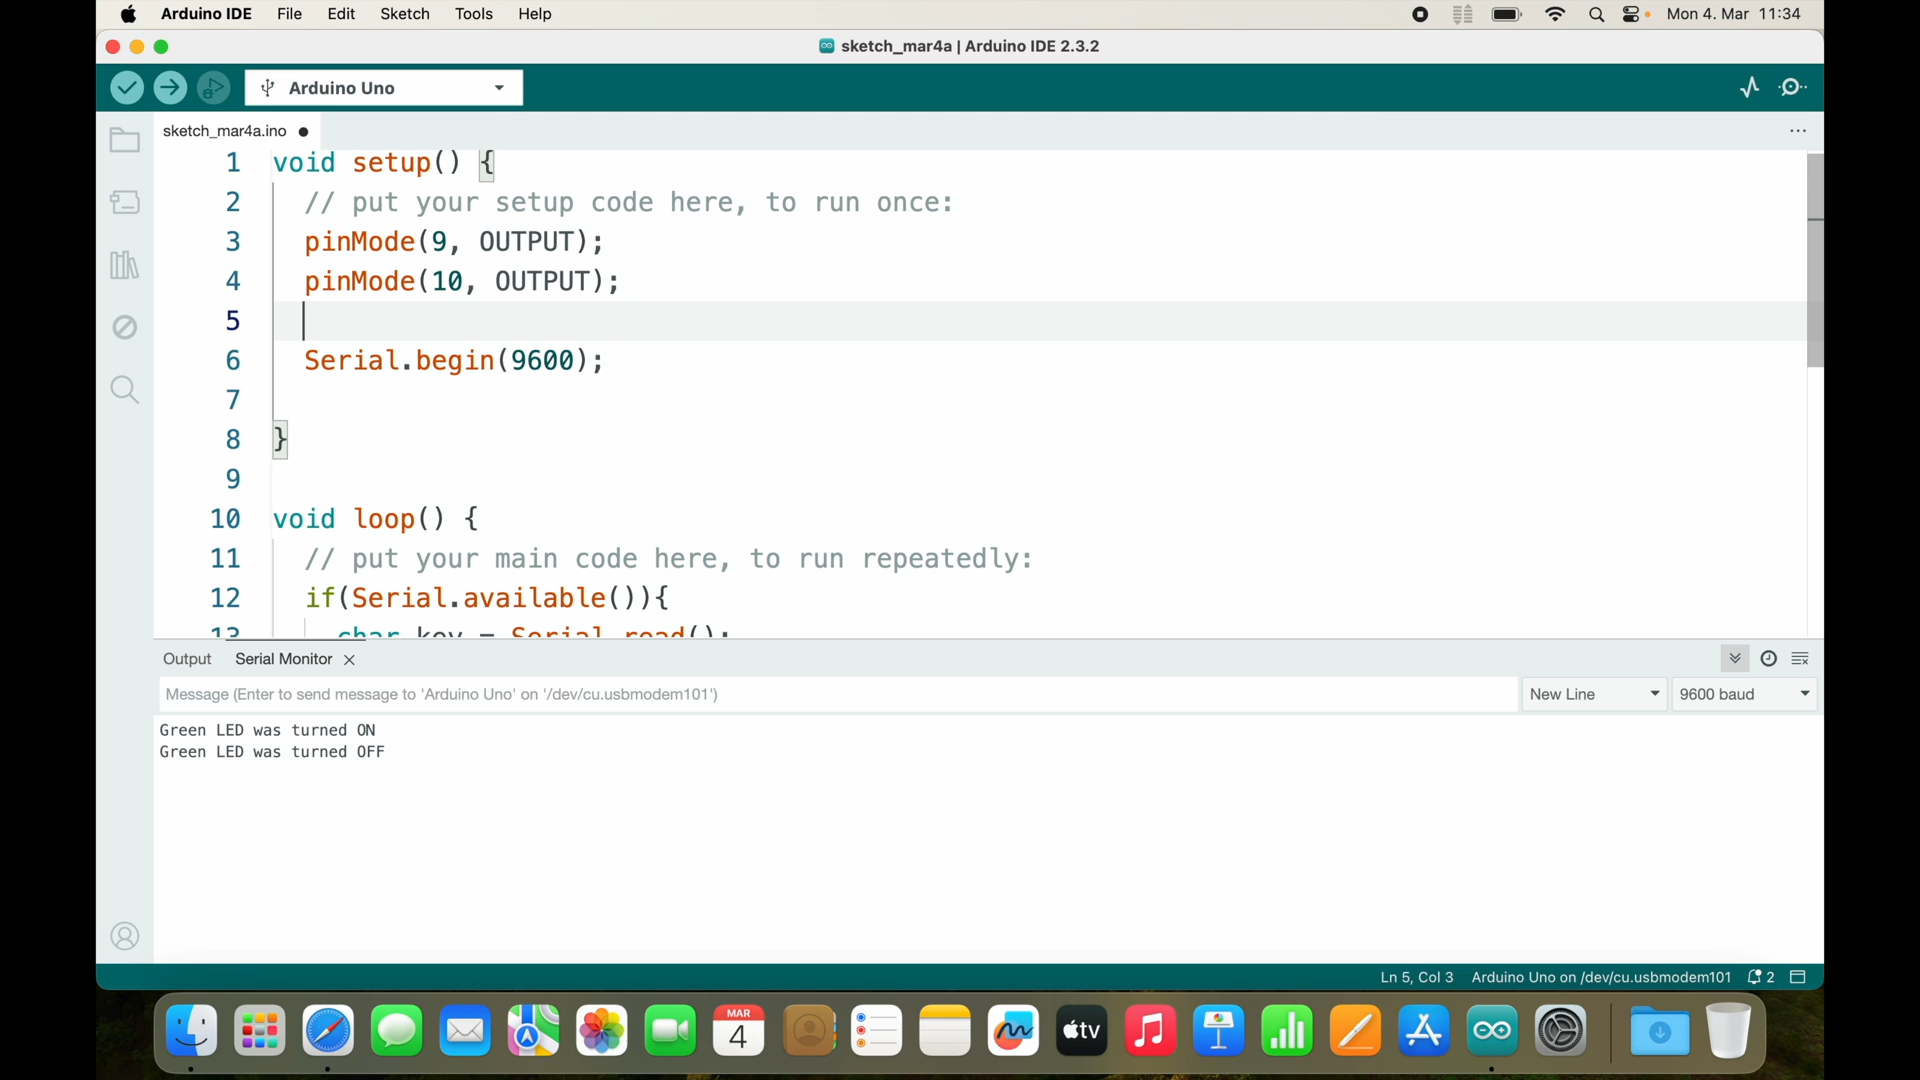 Arduino IDE File Edit Sketch Tools Help Mon 4. Mar 11:34
sketch_mar4a | Arduino IDE 2.3.2
Arduino Uno
sketch_mar4a.ino
1 void setup() {
2 // put your setup code here, to run once:
3 pinMode(9, OUTPUT);
4 pinMode(10, OUTPUT);
5
6 Serial.begin(9600);
7
8 }
9
10 void loop() {
11 // put your main code here, to run repeatedly:
12 if(Serial.available()){
13 char key = Serial.read();
Output Serial Monitor
Message (Enter to send message to 'Arduino Uno' on '/dev/cu.usbmodem101') New Line 9600 baud
Green LED was turned ON
Green LED was turned OFF
Ln 5, Col 3 Arduino Uno on /dev/cu.usbmodem101 2
MAR
4
tv